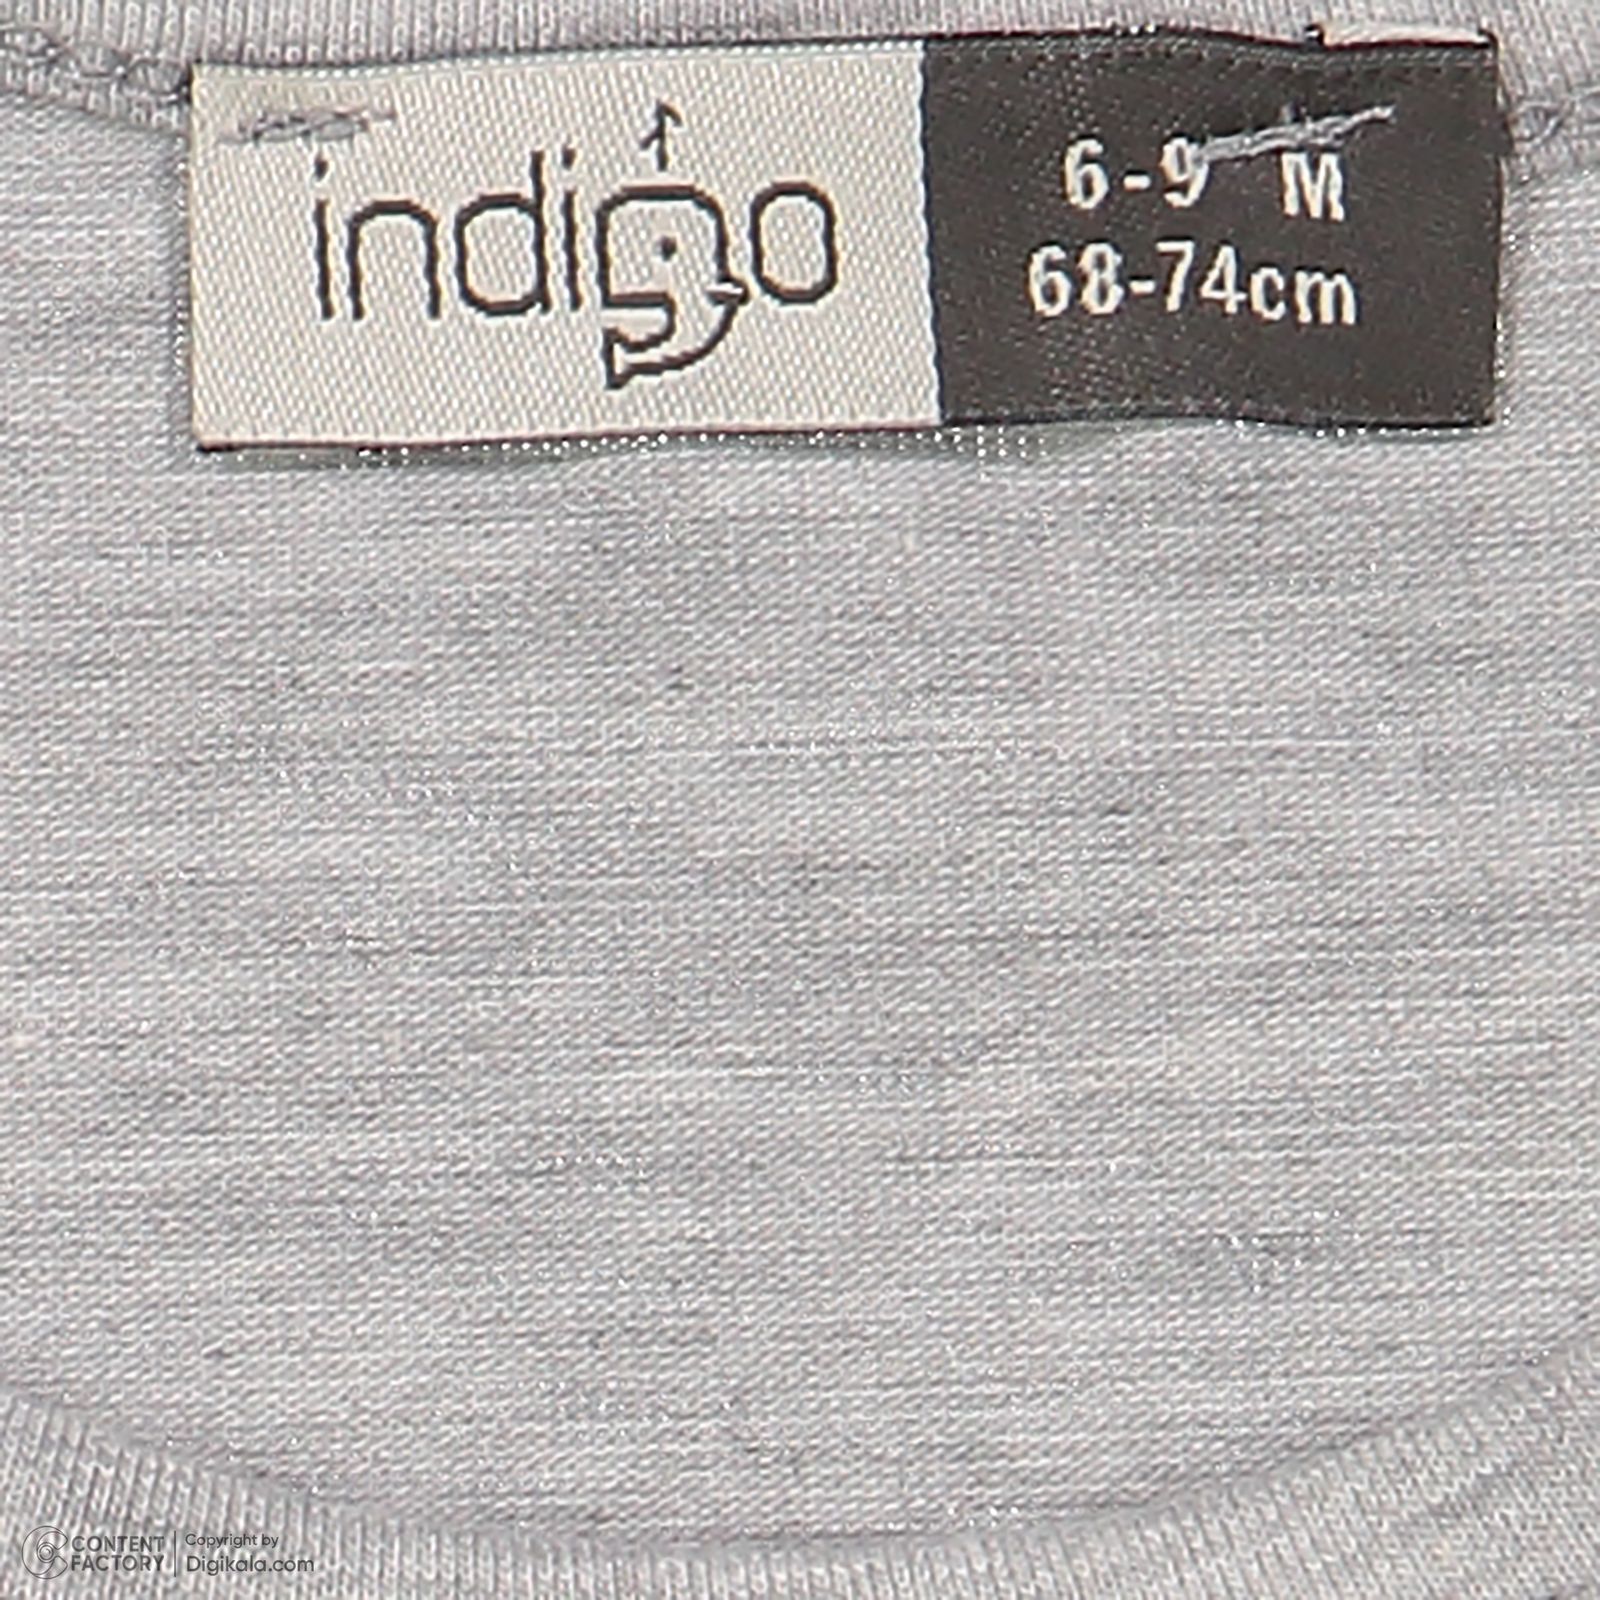 indigo
6-9 M
68-74cm
CONTENT FACTORY
Copyright by
Digikala.com